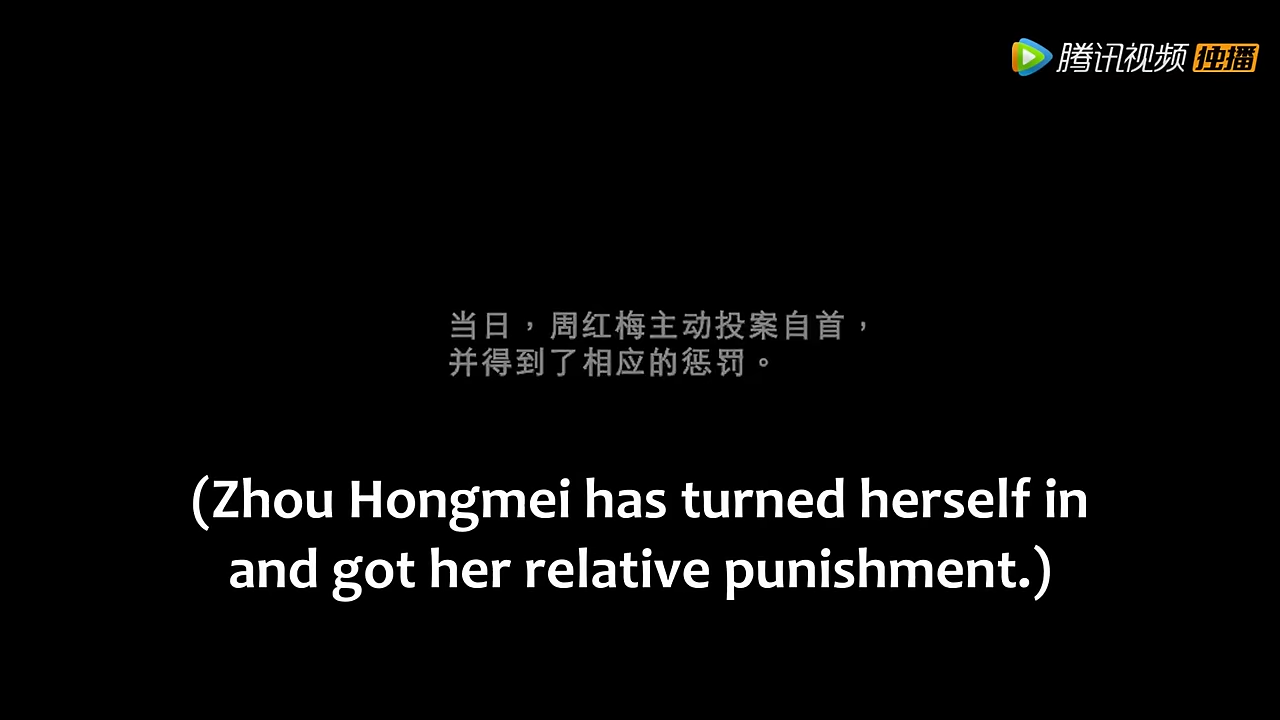 腾讯视频 独播
当日，周红梅主动投案自首，
并得到了相应的惩罚。
(Zhou Hongmei has turned herself in
and got her relative punishment.)